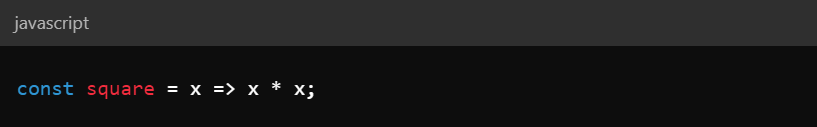 javascript
const square = x => x * x;